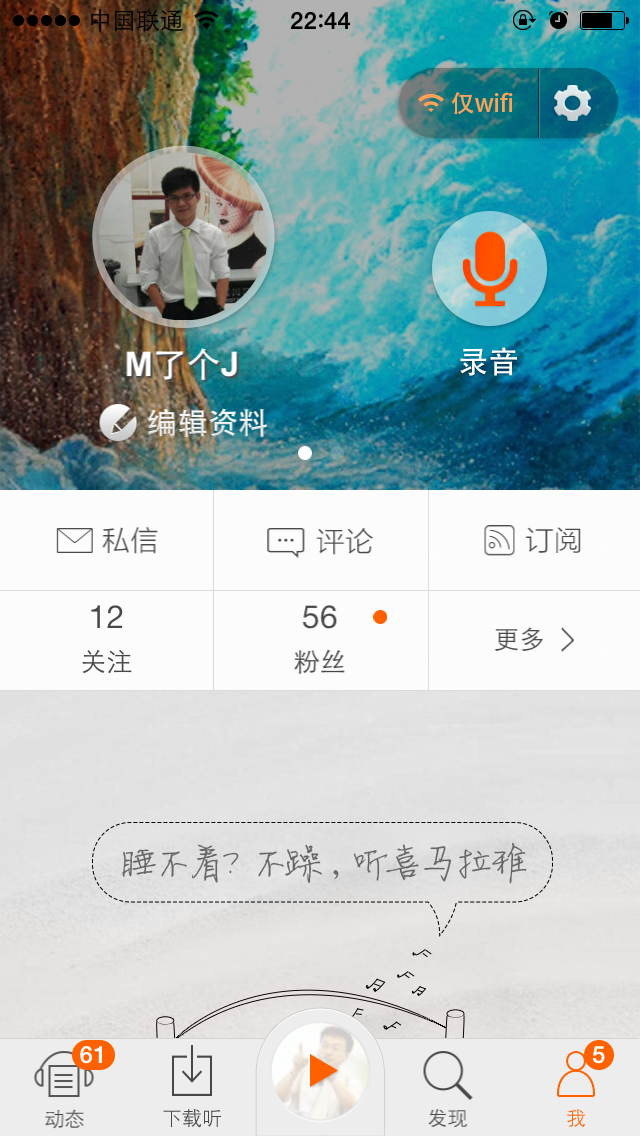 中国联通 22:44
仅wifi
M了个J
录音
编辑资料
私信 评论 订阅
12 56
关注 粉丝 更多
睡不着？不躁，听喜马拉雅
61 5
动态 下载听 发现 我